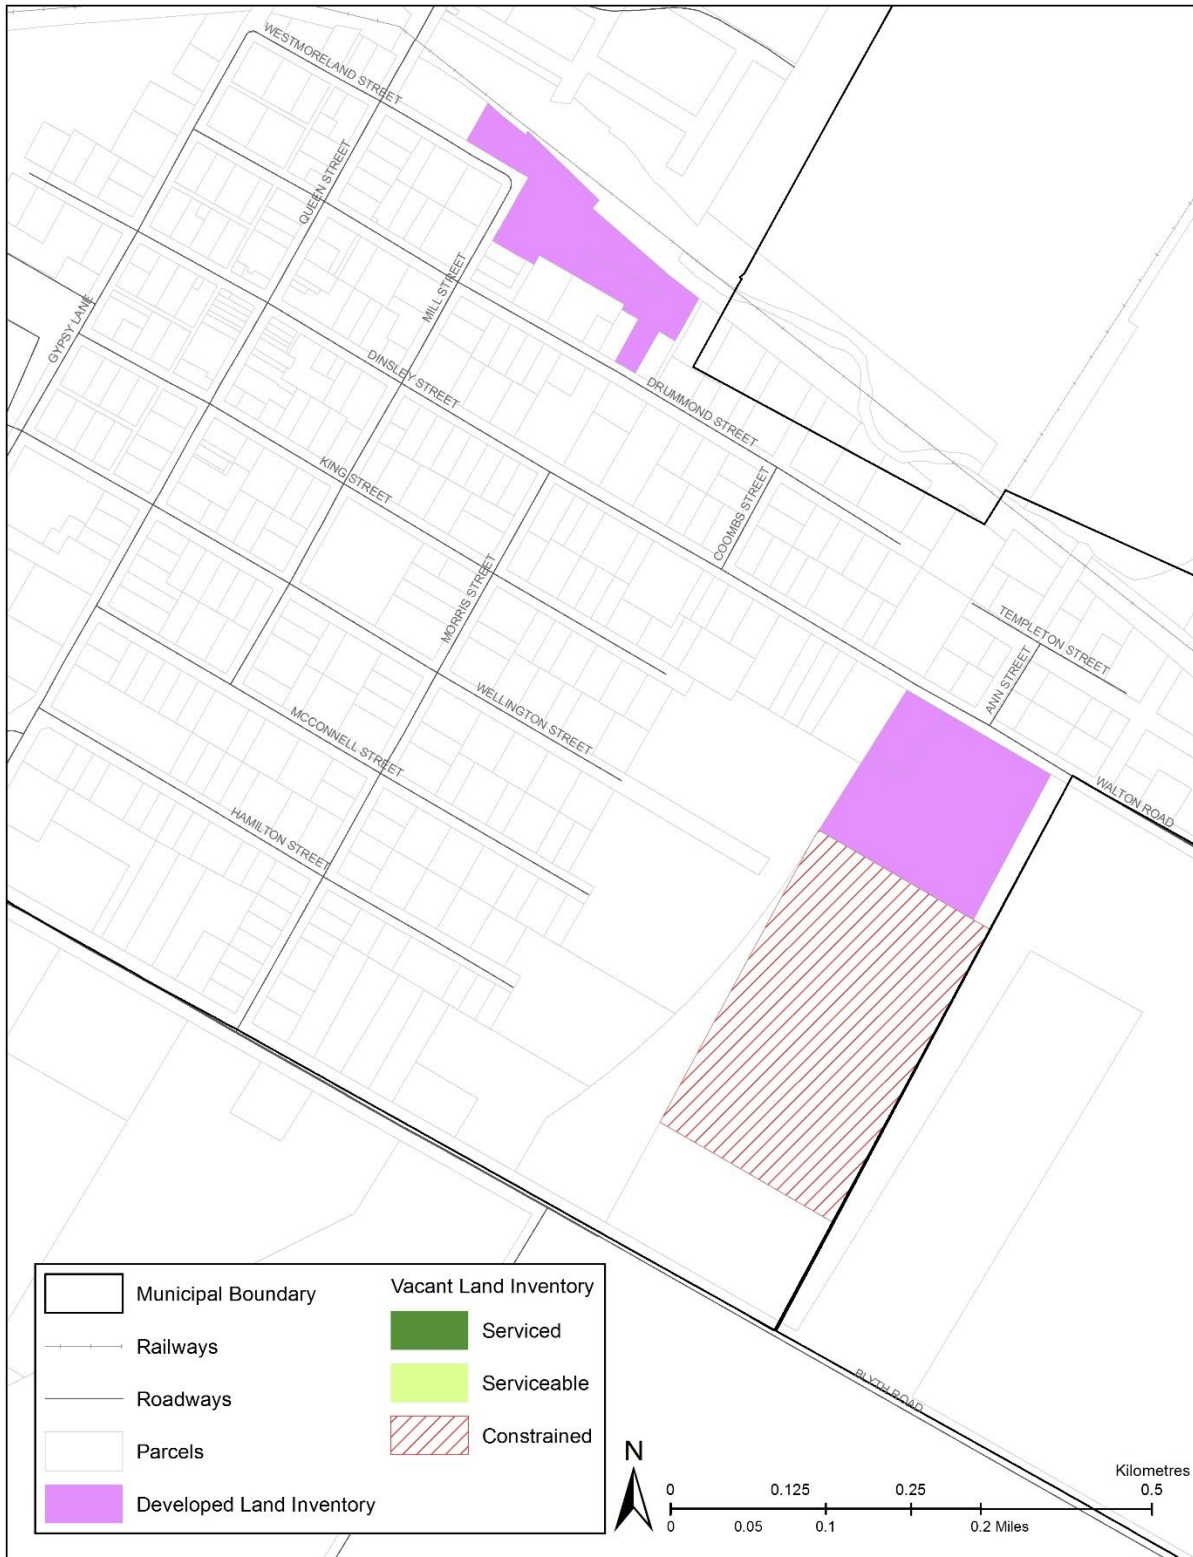 WESTMORELAND STREET
QUEEN STREET
GYPSY LANE
MILL STREET
DINSLEY STREET
DRUMMOND STREET
KING STREET
COOMBS STREET
MORRIS STREET
TEMPLETON STREET
ANN STREET
WELLINGTON STREET
MCCONNELL STREET
WALTON ROAD
HAMILTON STREET
BLYTH ROAD
Municipal Boundary
Railways
Roadways
Parcels
Developed Land Inventory
Vacant Land Inventory
Serviced
Serviceable
Constrained
N
Kilometres
0 0.125 0.25 0.5
0 0.05 0.1 0.2 Miles